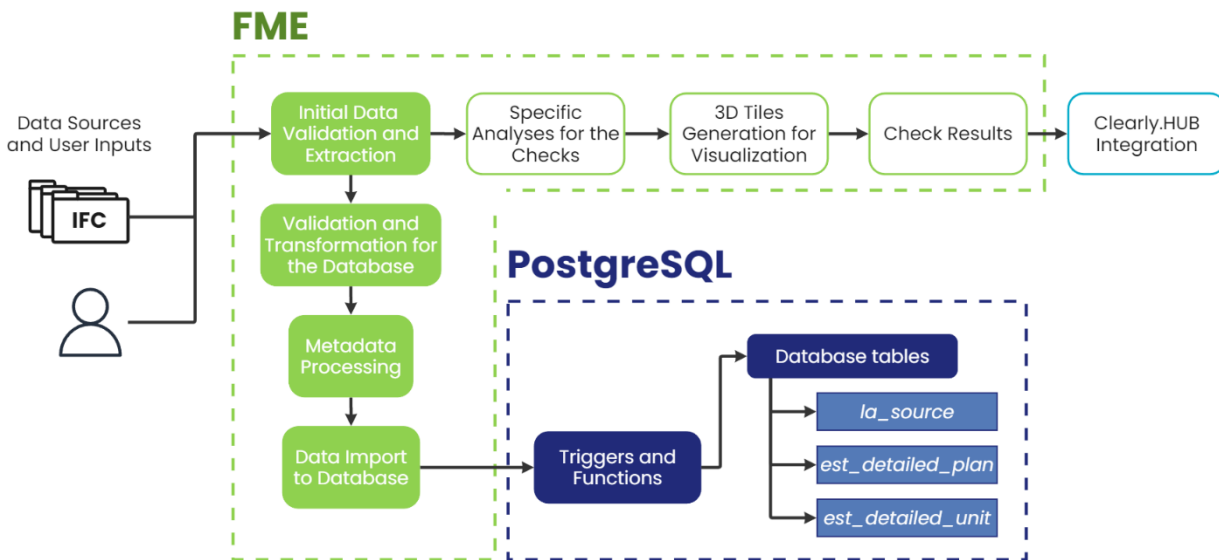 FME
Data Sources
and User Inputs
IFC
Initial Data
Validation and
Extraction
Specific
Analyses for the
Checks
3D Tiles
Generation for
Visualization
Check Results
Clearly.HUB
Integration
Validation and
Transformation for
the Database
Metadata
Processing
Data Import
to Database
PostgreSQL
Triggers and
Functions
Database tables
la_source
est_detailed_plan
est_detailed_unit